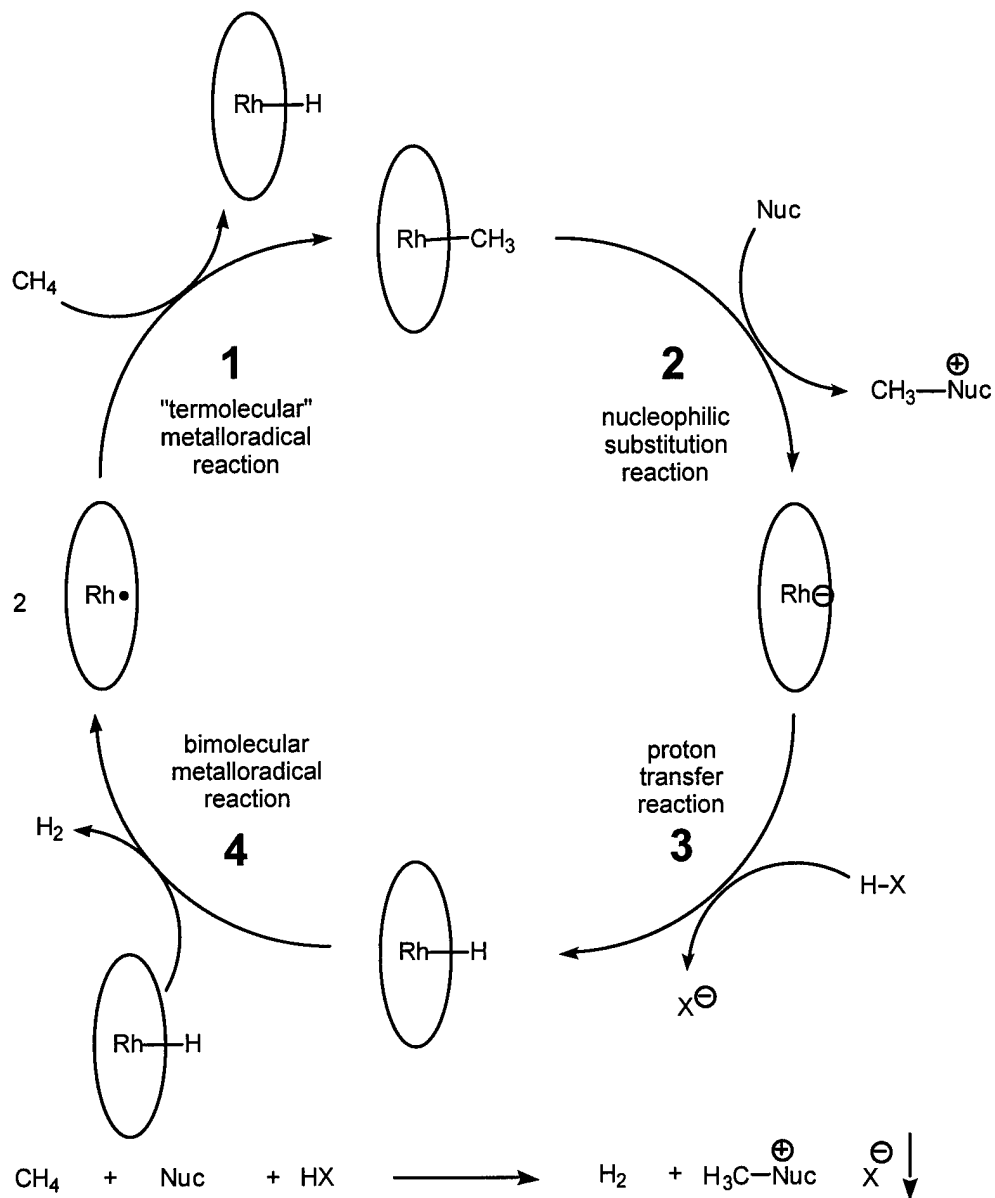 Rh—H
Rh—CH₃
Nuc
CH₄
1
"termolecular"
metalloradical
reaction
2
nucleophilic
substitution
reaction
CH₃—Nuc⊕
2 Rh•
Rh⊖
bimolecular
metalloradical
reaction
4
proton
transfer
reaction
3
H₂
H–X
Rh—H
X⊖
Rh—H
CH₄ + Nuc + HX ⟶ H₂ + H₃C—Nuc⊕ X⊖ ↓